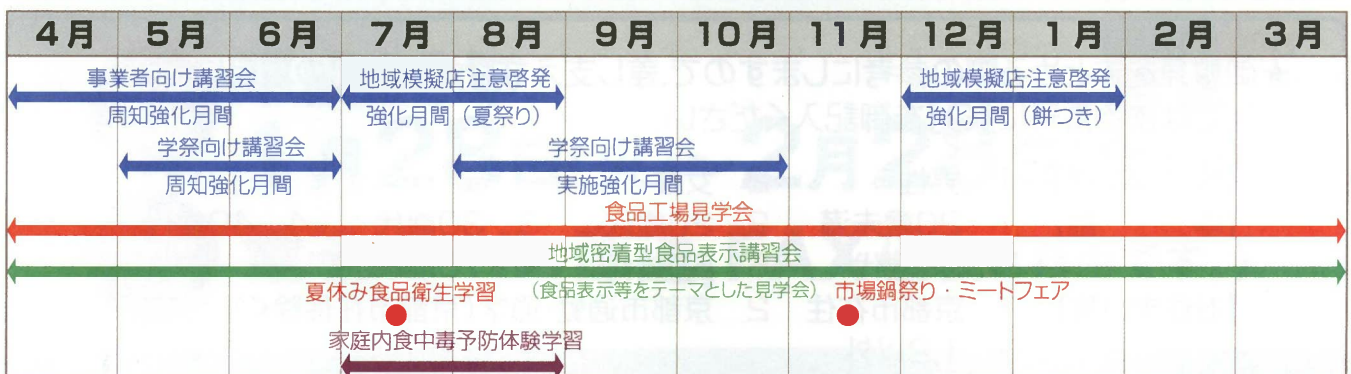 4月 5月 6月 7月 8月 9月 10月 11月 12月 1月 2月 3月
事業者向け講習会 地域模擬店注意啓発 地域模擬店注意啓発
周知強化月間 強化月間（夏祭り） 強化月間（餅つき）
学祭向け講習会 学祭向け講習会
周知強化月間 実施強化月間
食品工場見学会
地域密着型食品表示講習会
夏休み食品衛生学習 （食品表示等をテーマとした見学会） 市場鍋祭り・ミートフェア
家庭内食中毒予防体験学習